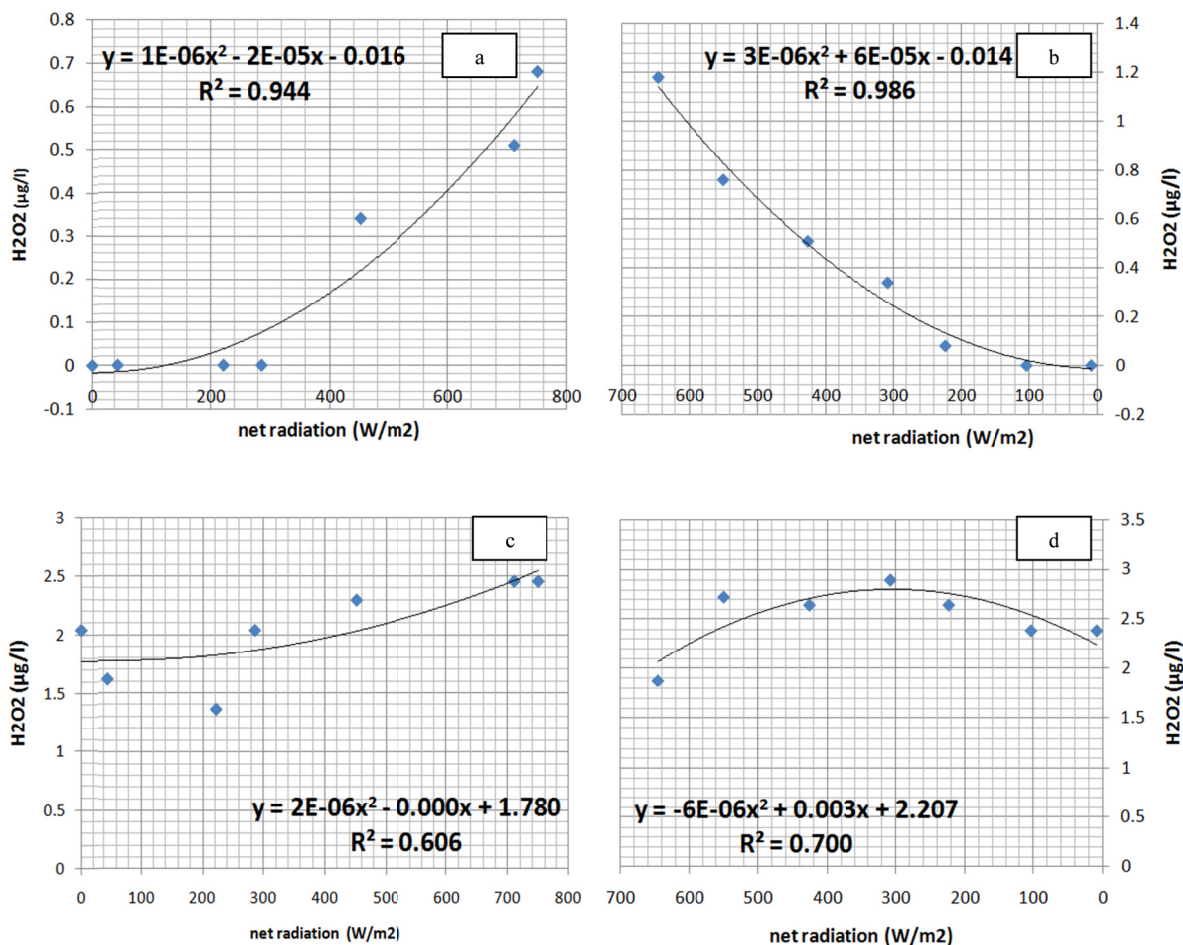 y = 1E-06x² - 2E-05x - 0.016
R² = 0.944
a
0.8
0.7
0.6
0.5
0.4
0.3
0.2
0.1
0
-0.1
H2O2 (µg/l)
0 200 400 600 800
net radiation (W/m2)
y = 3E-06x² + 6E-05x - 0.014
R² = 0.986
b
1.4
1.2
1
0.8
0.6
0.4
0.2
0
-0.2
H2O2 (µg/l)
700 600 500 400 300 200 100 0
net radiation (W/m2)
c
3
2.5
2
1.5
1
0.5
0
H2O2 (µg/l)
y = 2E-06x² - 0.000x + 1.780
R² = 0.606
0 100 200 300 400 500 600 700 800
net radiation (W/m2)
d
3.5
3
2.5
2
1.5
1
0.5
0
H2O2 (µg/l)
y = -6E-06x² + 0.003x + 2.207
R² = 0.700
700 600 500 400 300 200 100 0
net radiation (W/m2)